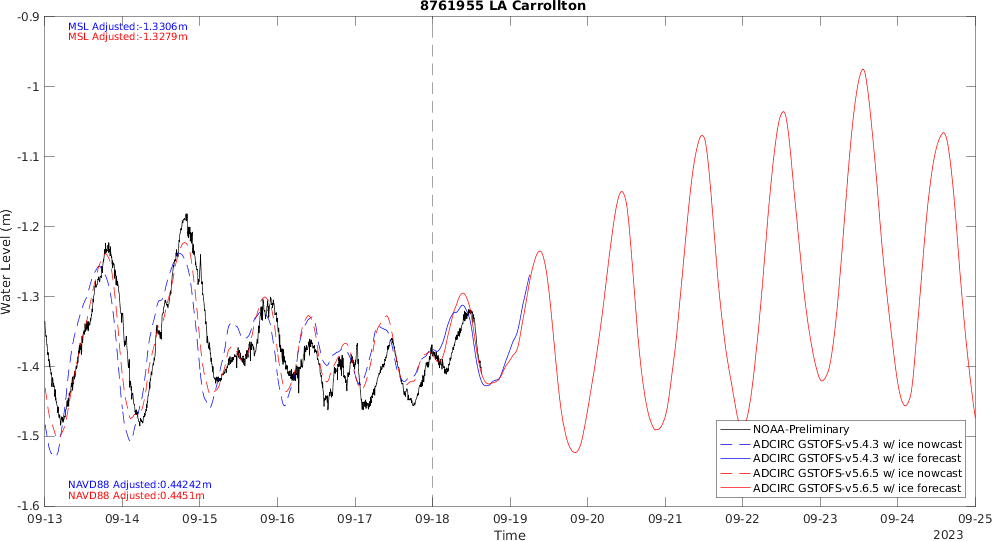 8761955 LA Carrollton
MSL Adjusted:-1.3306m
MSL Adjusted:-1.3279m
-0.9
-1
-1.1
-1.2
-1.3
-1.4
-1.5
-1.6
Water Level (m)
NAVD88 Adjusted:0.44242m
NAVD88 Adjusted:0.4451m
NOAA-Preliminary
ADCIRC GSTOFS-v5.4.3 w/ ice nowcast
ADCIRC GSTOFS-v5.4.3 w/ ice forecast
ADCIRC GSTOFS-v5.6.5 w/ ice nowcast
ADCIRC GSTOFS-v5.6.5 w/ ice forecast
09-13 09-14 09-15 09-16 09-17 09-18 09-19 09-20 09-21 09-22 09-23 09-24 09-25
Time
2023